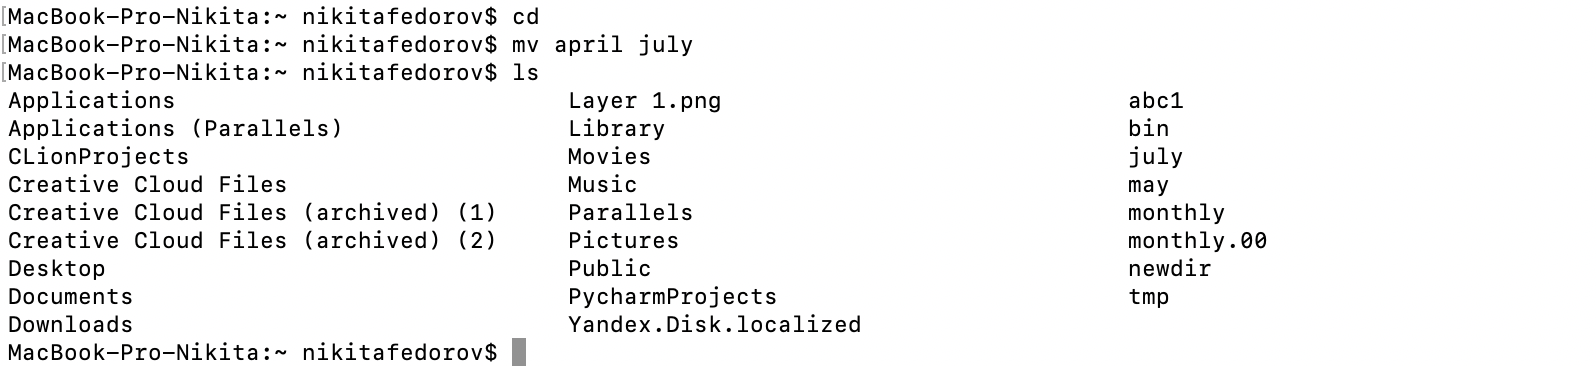 MacBook-Pro-Nikita:~ nikitafedorov$ cd
MacBook-Pro-Nikita:~ nikitafedorov$ mv april july
MacBook-Pro-Nikita:~ nikitafedorov$ ls
Applications Layer 1.png abc1
Applications (Parallels) Library bin
CLionProjects Movies july
Creative Cloud Files Music may
Creative Cloud Files (archived) (1) Parallels monthly
Creative Cloud Files (archived) (2) Pictures monthly.00
Desktop Public newdir
Documents PycharmProjects tmp
Downloads Yandex.Disk.localized
MacBook-Pro-Nikita:~ nikitafedorov$